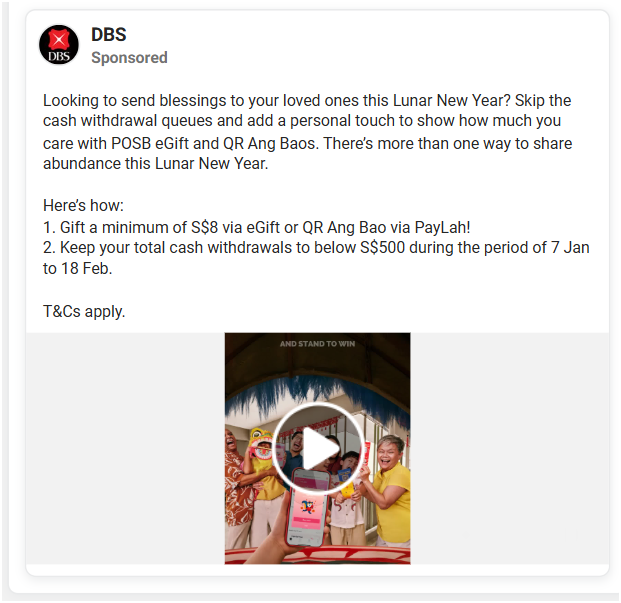 DBS
DBS
Sponsored
Looking to send blessings to your loved ones this Lunar New Year? Skip the
cash withdrawal queues and add a personal touch to show how much you
care with POSB eGift and QR Ang Baos. There’s more than one way to share
abundance this Lunar New Year.
Here’s how:
1. Gift a minimum of S$8 via eGift or QR Ang Bao via PayLah!
2. Keep your total cash withdrawals to below S$500 during the period of 7 Jan
to 18 Feb.
T&Cs apply.
AND STAND TO WIN